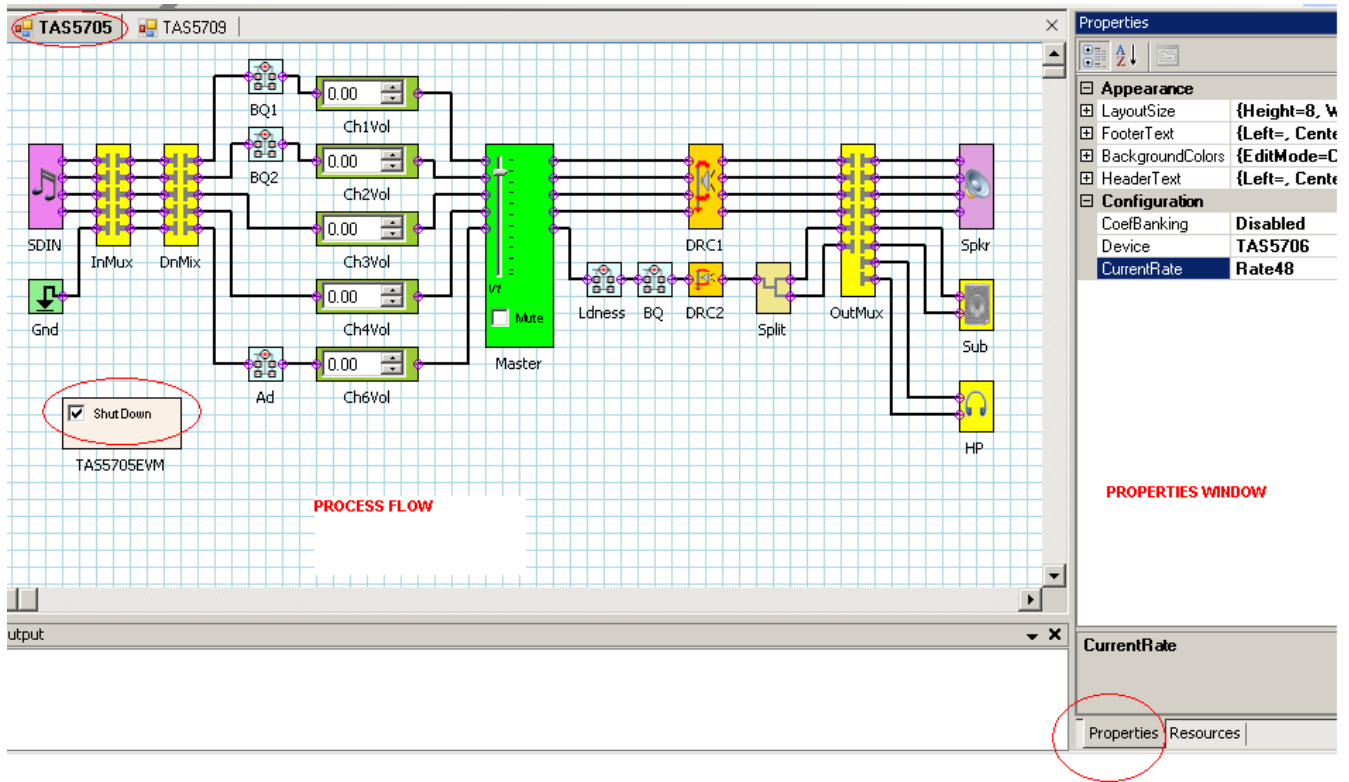 TAS5705
TAS5709
BQ1
0.00
Ch1Vol
BQ2
0.00
Ch2Vol
SDIN
InMux
DnMix
0.00
Ch3Vol
Gnd
0.00
Ch4Vol
Ad
0.00
Ch6Vol
Mute
Master
Ldness
BQ
DRC1
DRC2
Split
OutMux
Spkr
Sub
HP
Shut Down
TAS5705EVM
PROCESS FLOW
utput
Properties
Appearance
LayoutSize {Height=8, W
FooterText {Left=, Cente
BackgroundColors {EditMode=C
HeaderText {Left=, Cente
Configuration
CoefBanking Disabled
Device TAS5706
CurrentRate Rate48
PROPERTIES WINDOW
CurrentRate
Properties
Resources